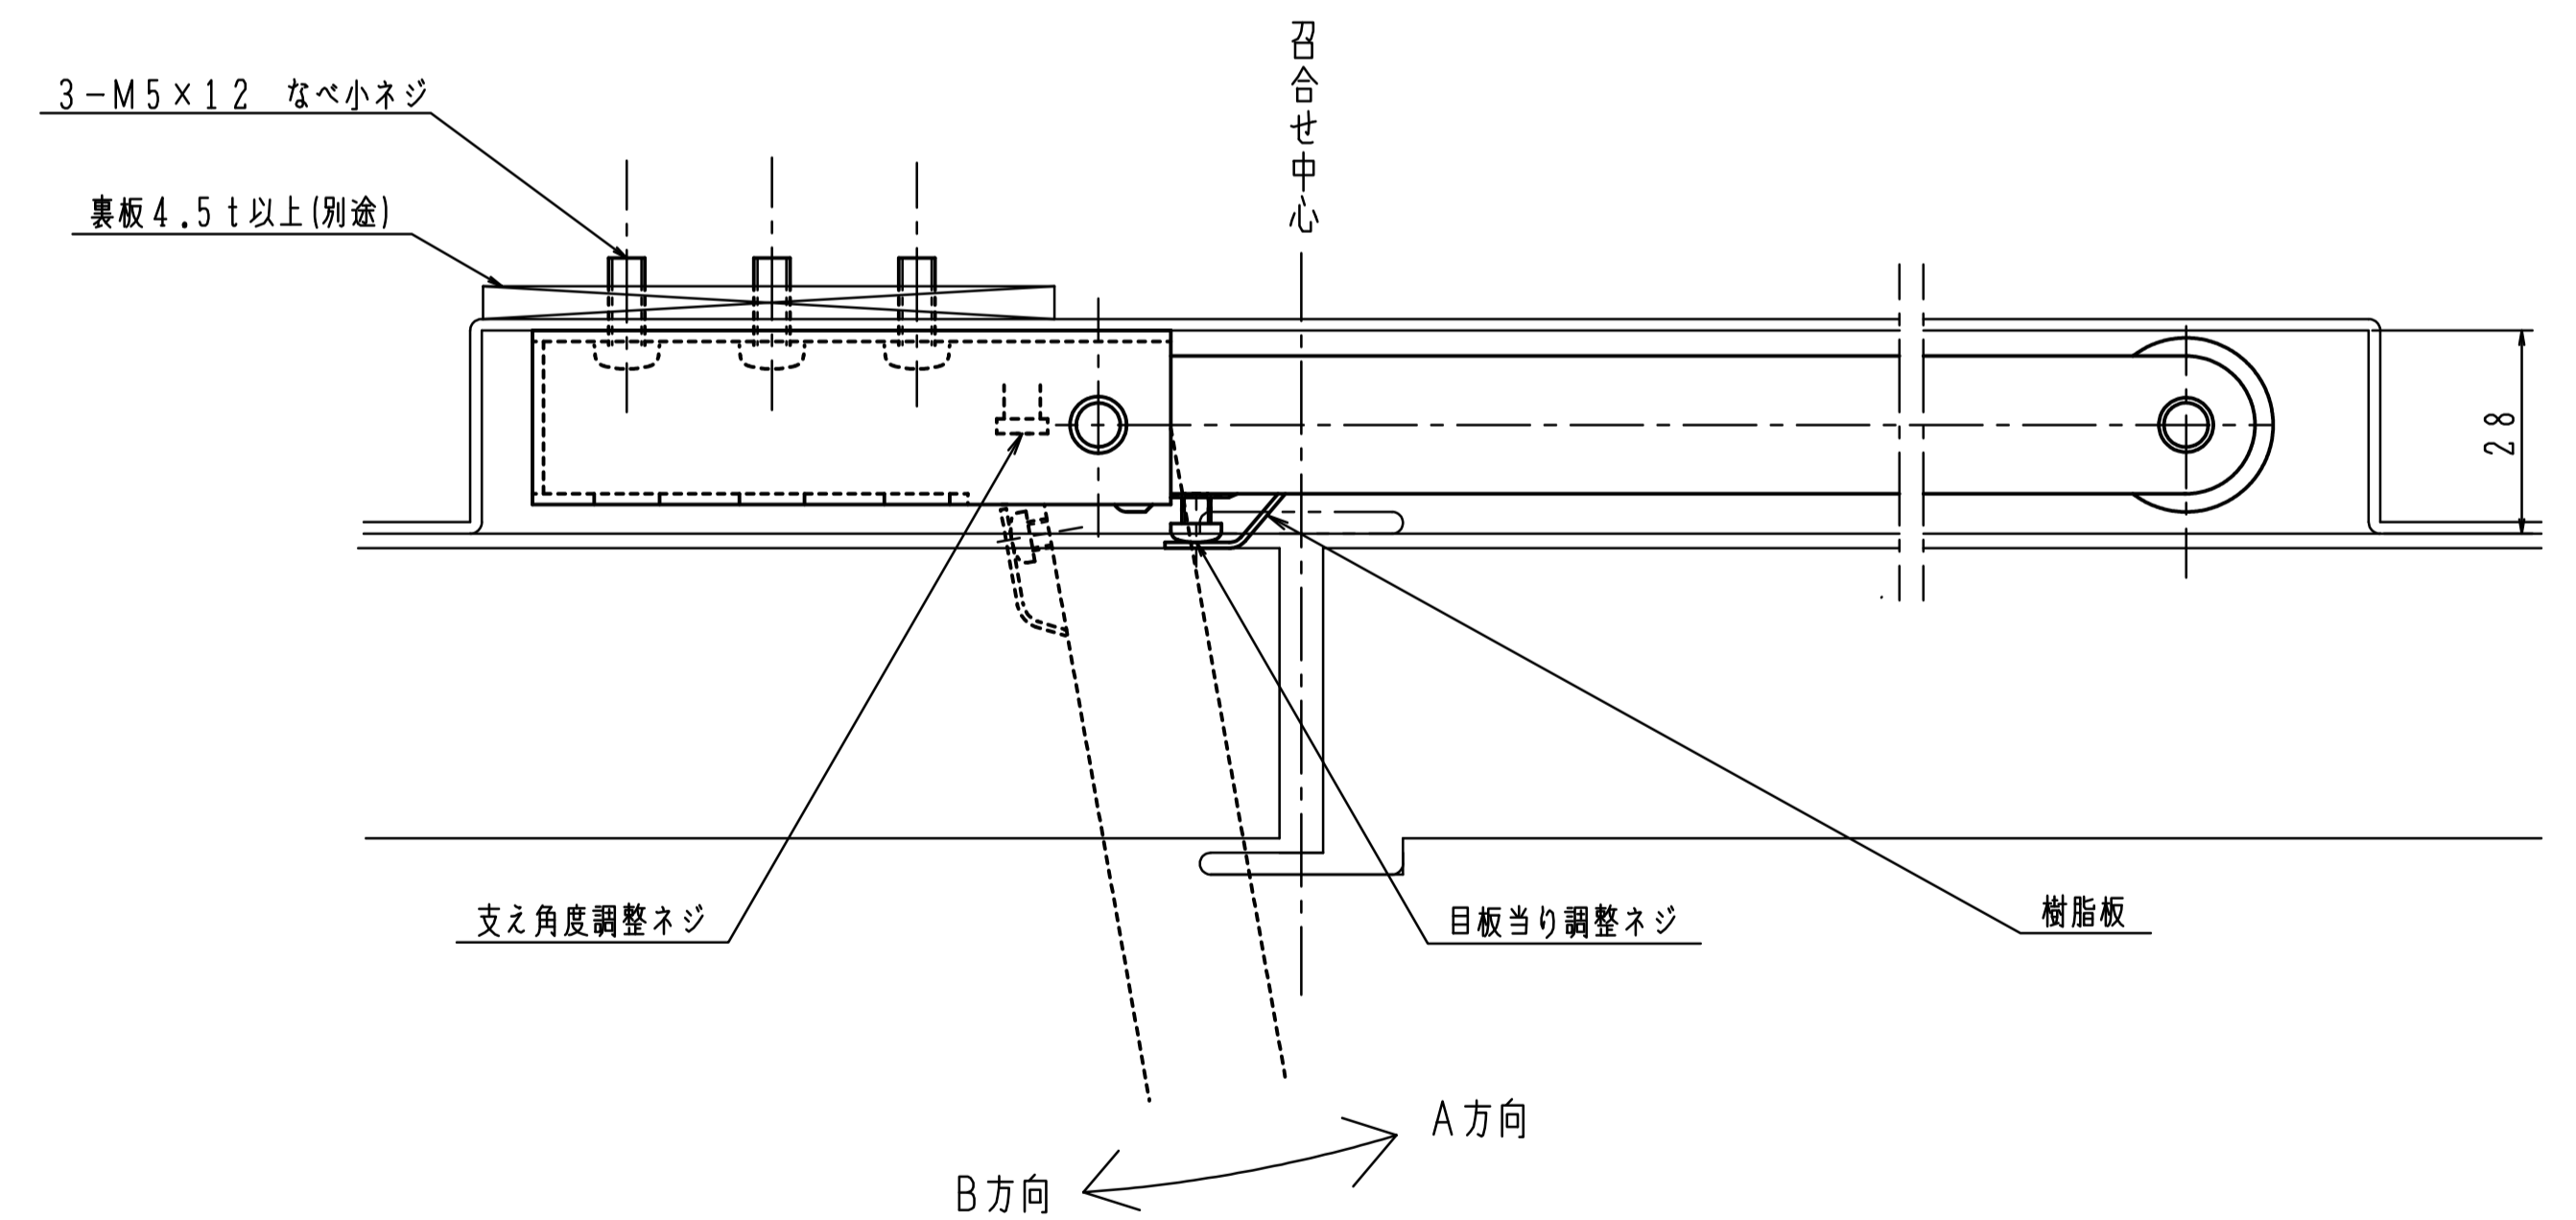 召合せ中心
3-M5×12 なべ小ネジ
裏板4.5t以上(別途)
28
支え角度調整ネジ
目板当り調整ネジ
樹脂板
A方向
B方向